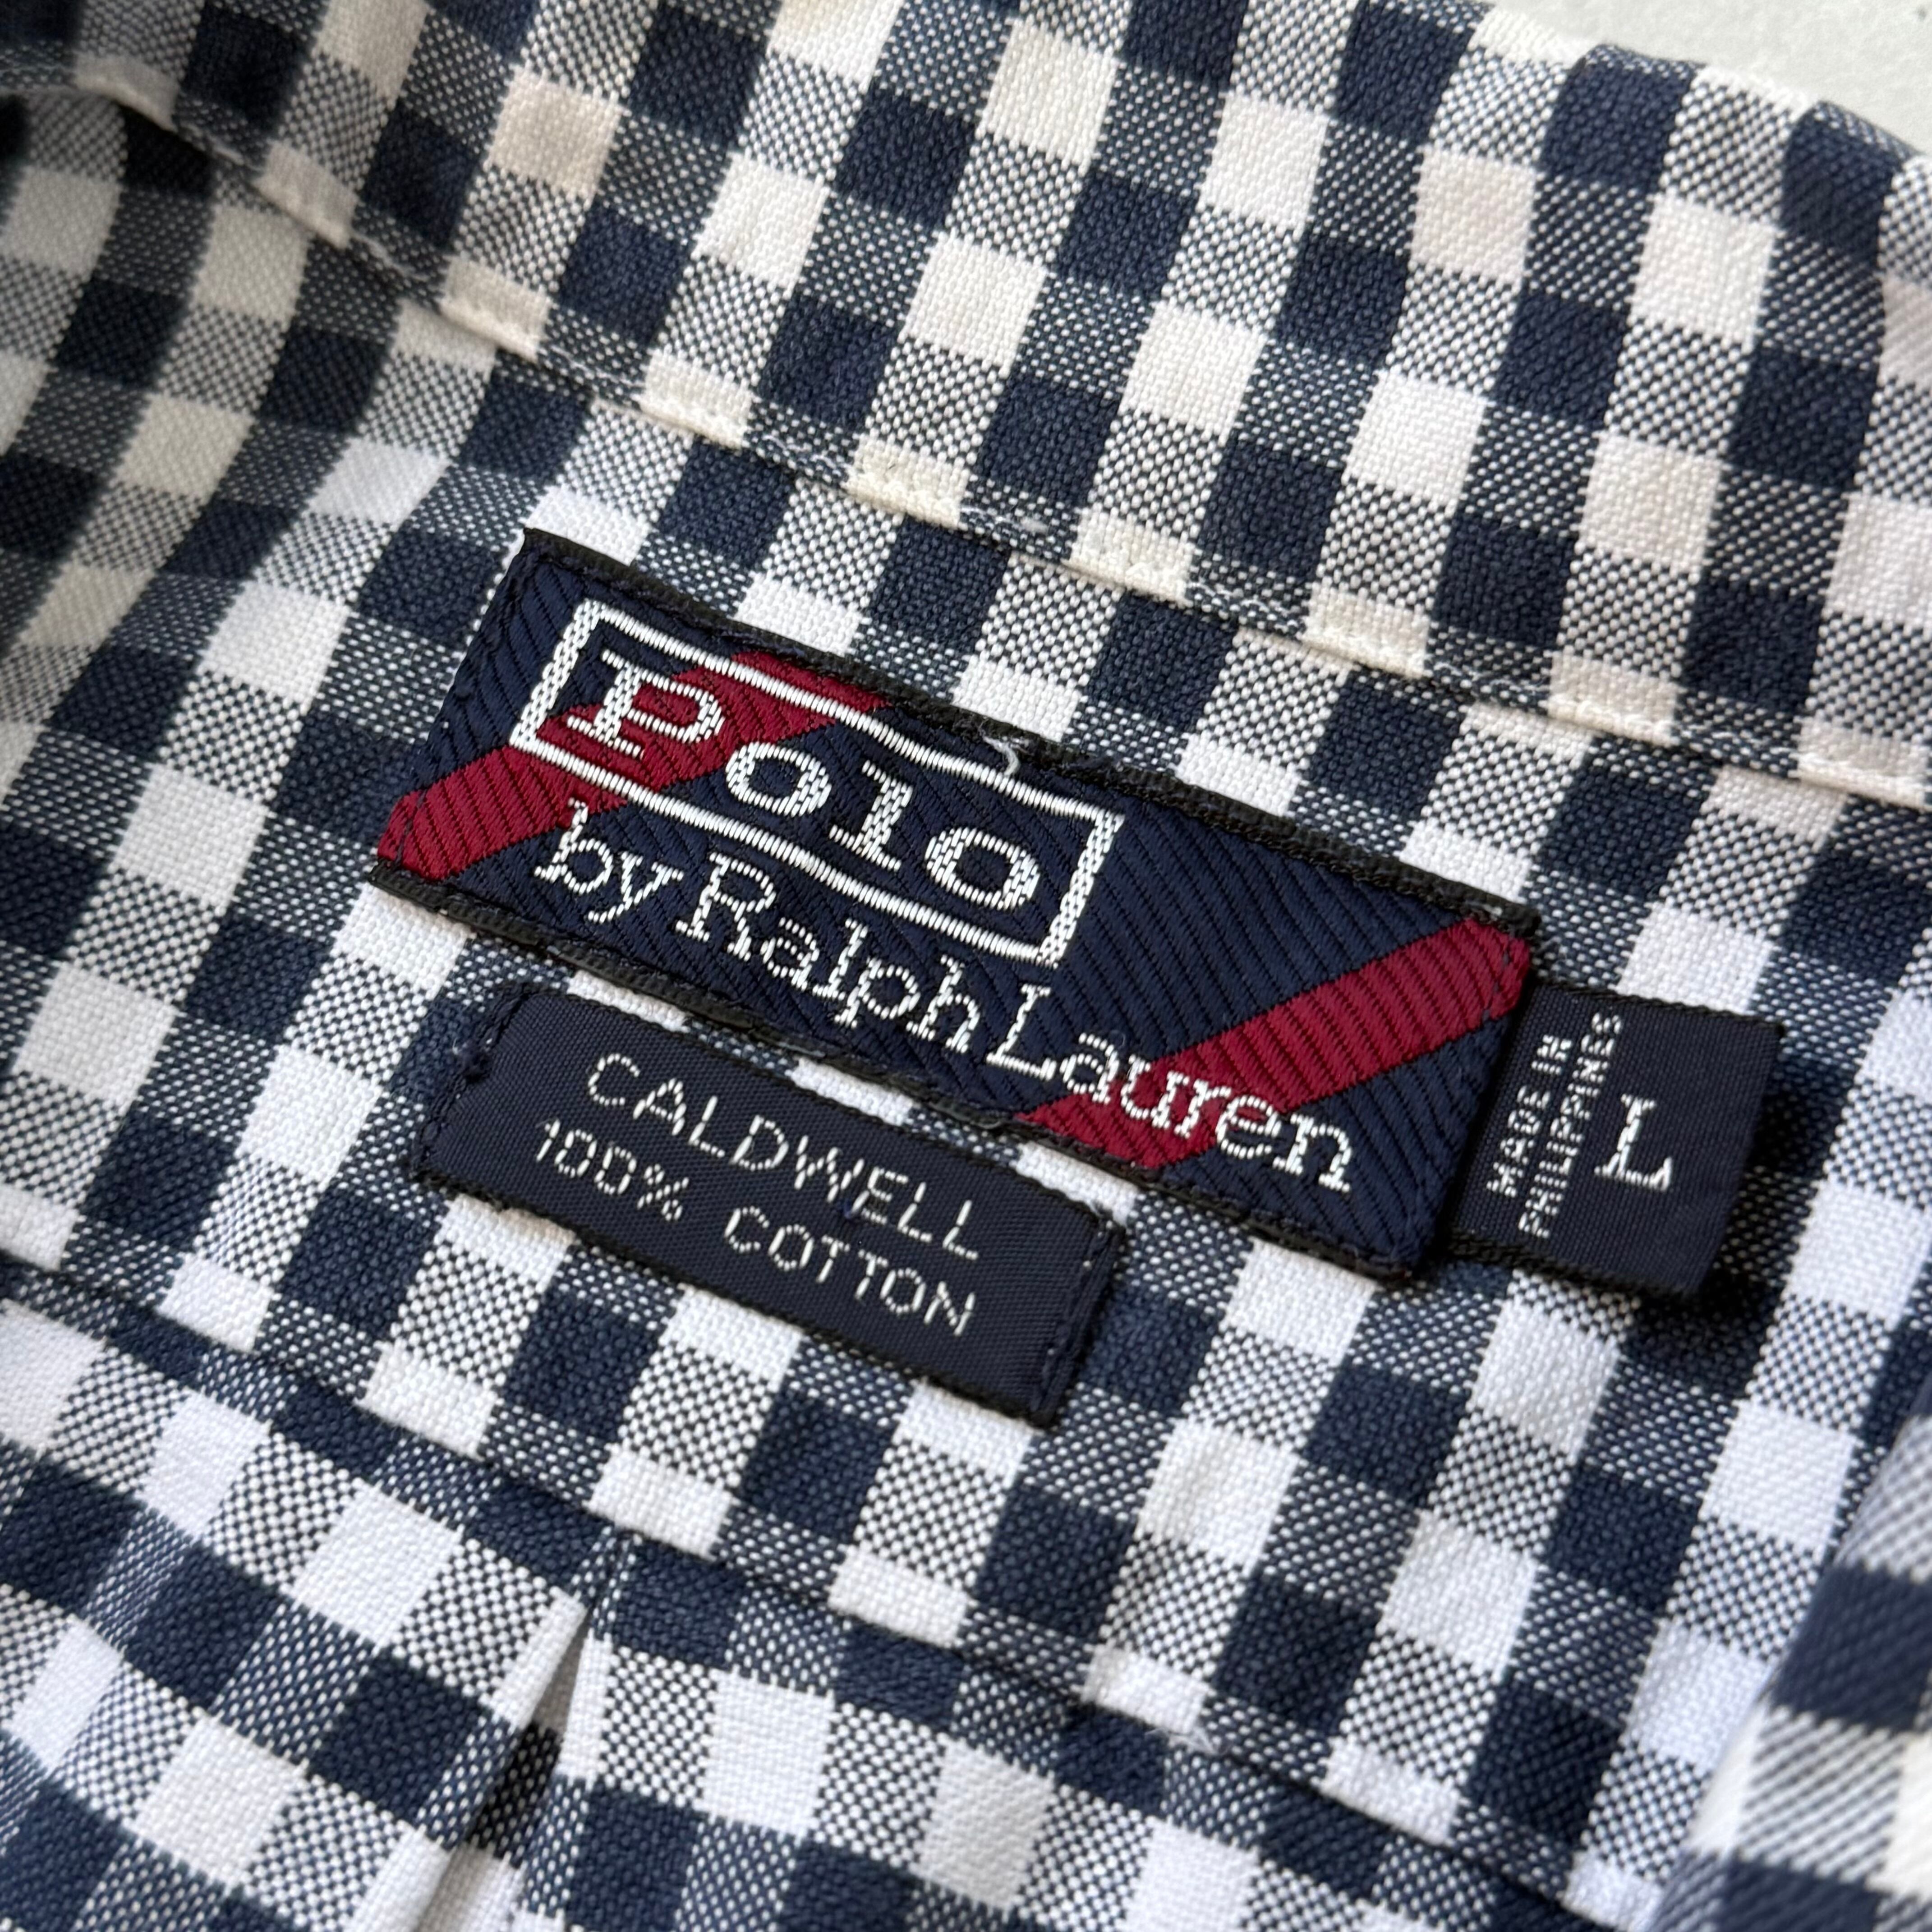 Polo
by Ralph Lauren
CALDWELL
100% COTTON
MADE IN
PHILIPPINES
L